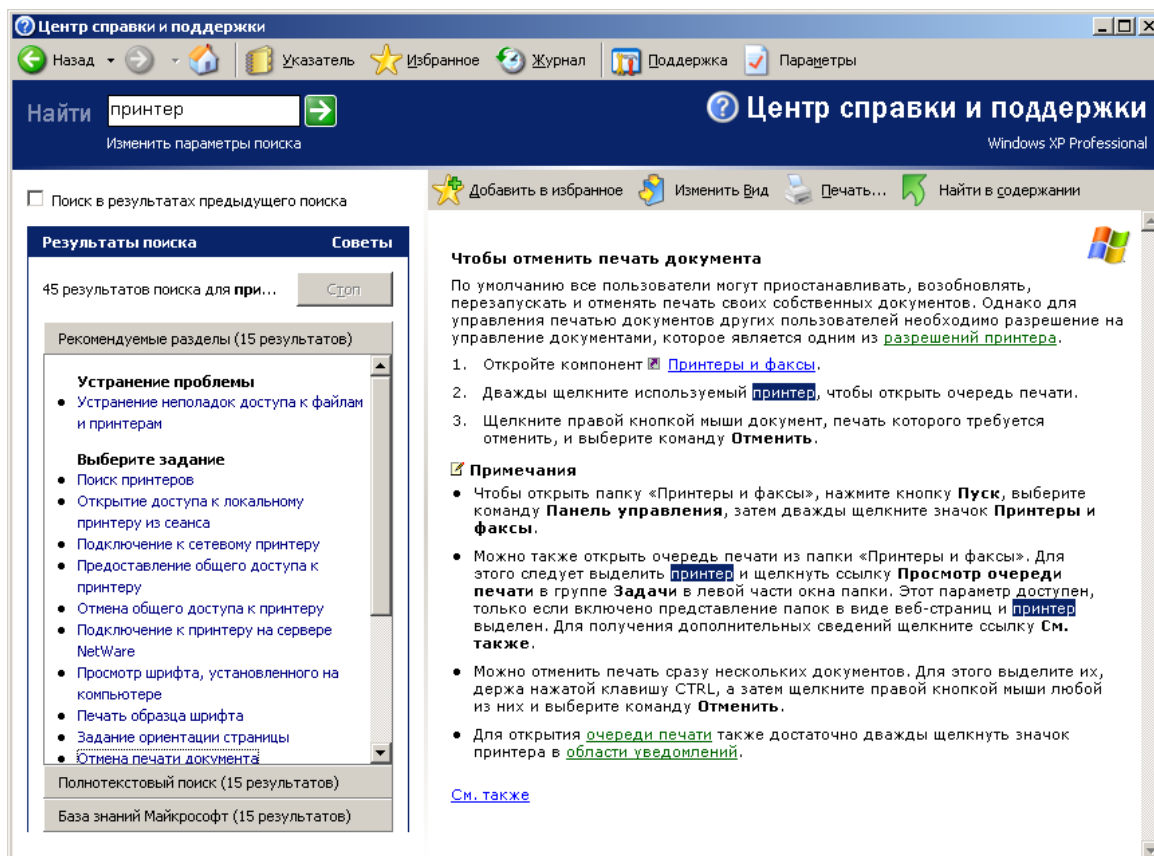 Центр справки и поддержки
Назад
Указатель
Избранное
Журнал
Поддержка
Параметры
Найти
принтер
Изменить параметры поиска
Центр справки и поддержки
Windows XP Professional
Поиск в результатах предыдущего поиска
Результаты поиска
Советы
45 результатов поиска для при...
Стоп
Рекомендуемые разделы (15 результатов)
Устранение проблемы
Устранение неполадок доступа к файлам
и принтерам
Выберите задание
Поиск принтеров
Открытие доступа к локальному
принтеру из сеанса
Подключение к сетевому принтеру
Предоставление общего доступа к
принтеру
Отмена общего доступа к принтеру
Подключение к принтеру на сервере
NetWare
Просмотр шрифта, установленного на
компьютере
Печать образца шрифта
Задание ориентации страницы
Отмена печати документа
Полнотекстовый поиск (15 результатов)
База знаний Майкрософт (15 результатов)
Добавить в избранное
Изменить Вид
Печать...
Найти в содержании
Чтобы отменить печать документа
По умолчанию все пользователи могут приостанавливать, возобновлять,
перезапускать и отменять печать своих собственных документов. Однако для
управления печатью документов других пользователей необходимо разрешение на
управление документами, которое является одним из разрешений принтера.
1. Откройте компонент Принтеры и факсы.
2. Дважды щелкните используемый принтер, чтобы открыть очередь печати.
3. Щелкните правой кнопкой мыши документ, печать которого требуется
отменить, и выберите команду Отменить.
Примечания
Чтобы открыть папку «Принтеры и факсы», нажмите кнопку Пуск, выберите
команду Панель управления, затем дважды щелкните значок Принтеры и
факсы.
Можно также открыть очередь печати из папки «Принтеры и факсы». Для
этого следует выделить принтер и щелкнуть ссылку Просмотр очереди
печати в группе Задачи в левой части окна папки. Этот параметр доступен,
только если включено представление папок в виде веб-страниц и принтер
выделен. Для получения дополнительных сведений щелкните ссылку См.
также.
Можно отменить печать сразу нескольких документов. Для этого выделите их,
держа нажатой клавишу CTRL, а затем щелкните правой кнопкой мыши любой
из них и выберите команду Отменить.
Для открытия очереди печати также достаточно дважды щелкнуть значок
принтера в области уведомлений.
См. также